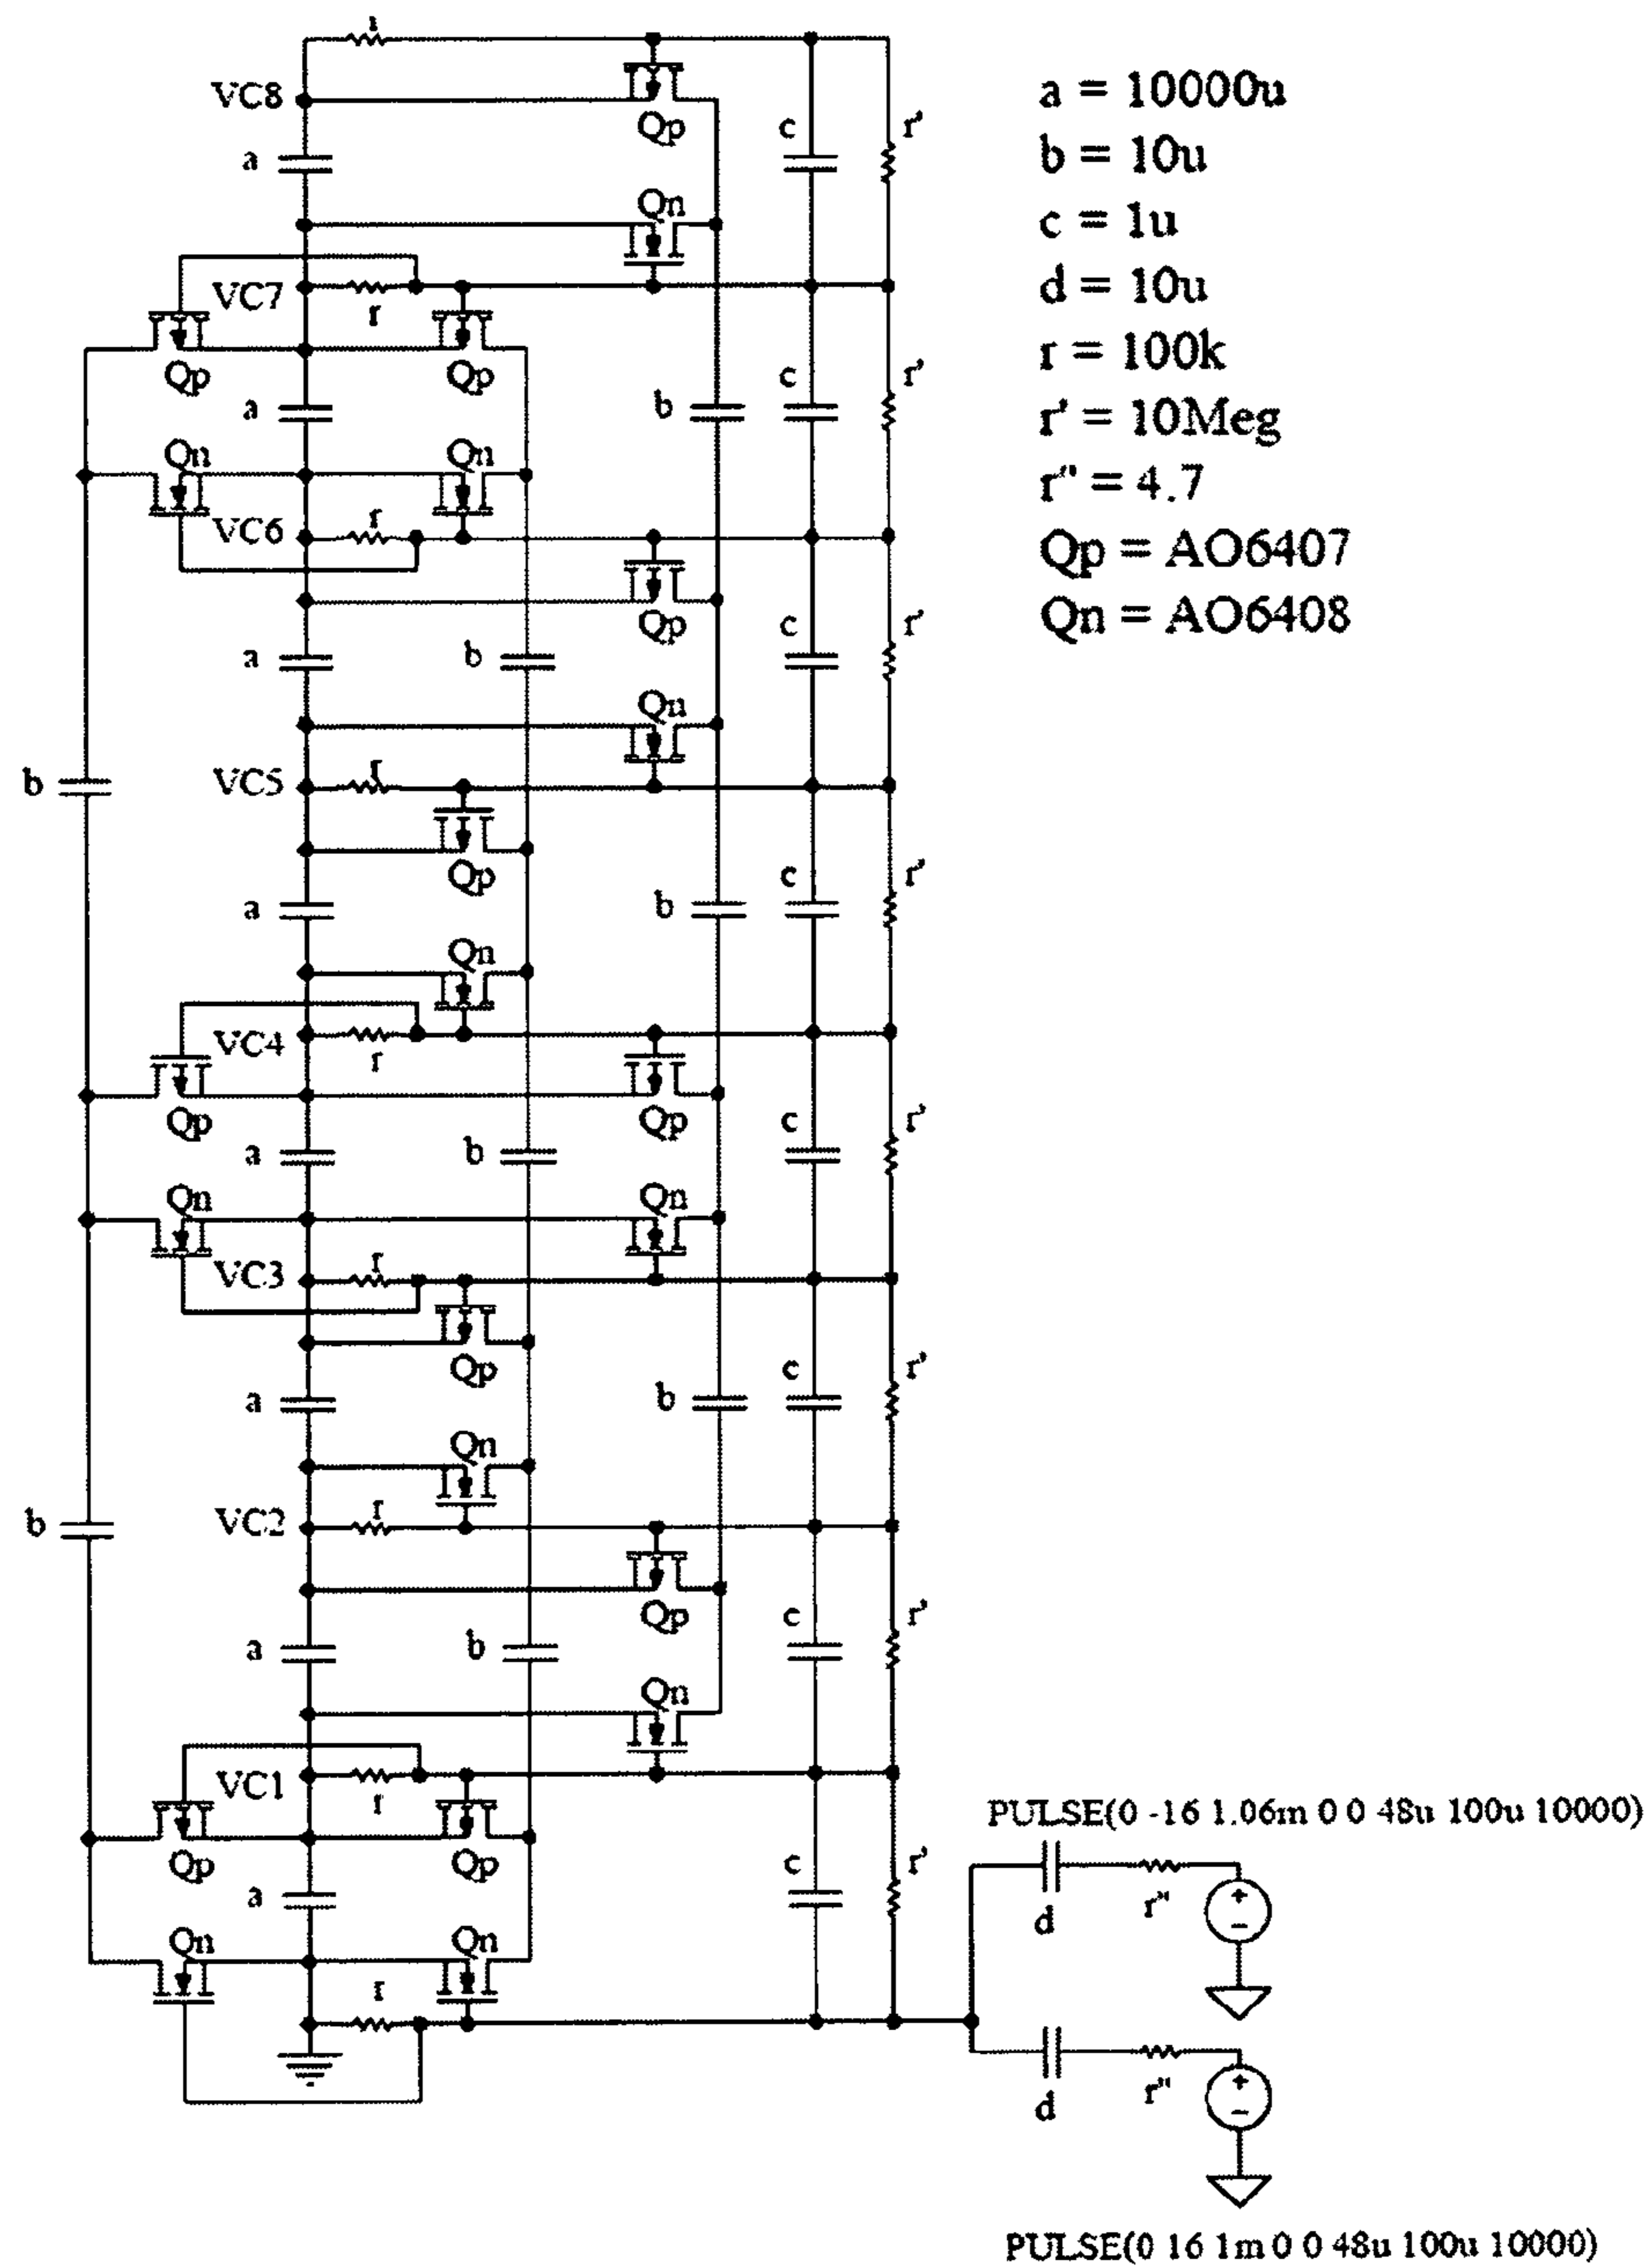 r
VC8
Qp
a
c
r'
Qn
VC7
r
Qp
Qp
a
b
c
r'
Qn
Qn
VC6
r
Qp
a
b
c
r'
Qn
b
VC5
r
Qp
a
b
c
r'
Qn
VC4
r
Qp
Qp
a
b
c
r'
Qn
Qn
VC3
r
Qp
a
b
c
r'
Qn
b
VC2
r
Qp
a
b
c
r'
Qn
VC1
r
Qp
Qp
a
c
r'
Qn
Qn
r
a = 10000u
b = 10u
c = 1u
d = 10u
r = 100k
r' = 10Meg
r" = 4.7
Qp = AO6407
Qn = AO6408
PULSE(0 -16 1.06m 0 0 48u 100u 10000)
d
r"
+
−
d
r"
+
−
PULSE(0 16 1m 0 0 48u 100u 10000)